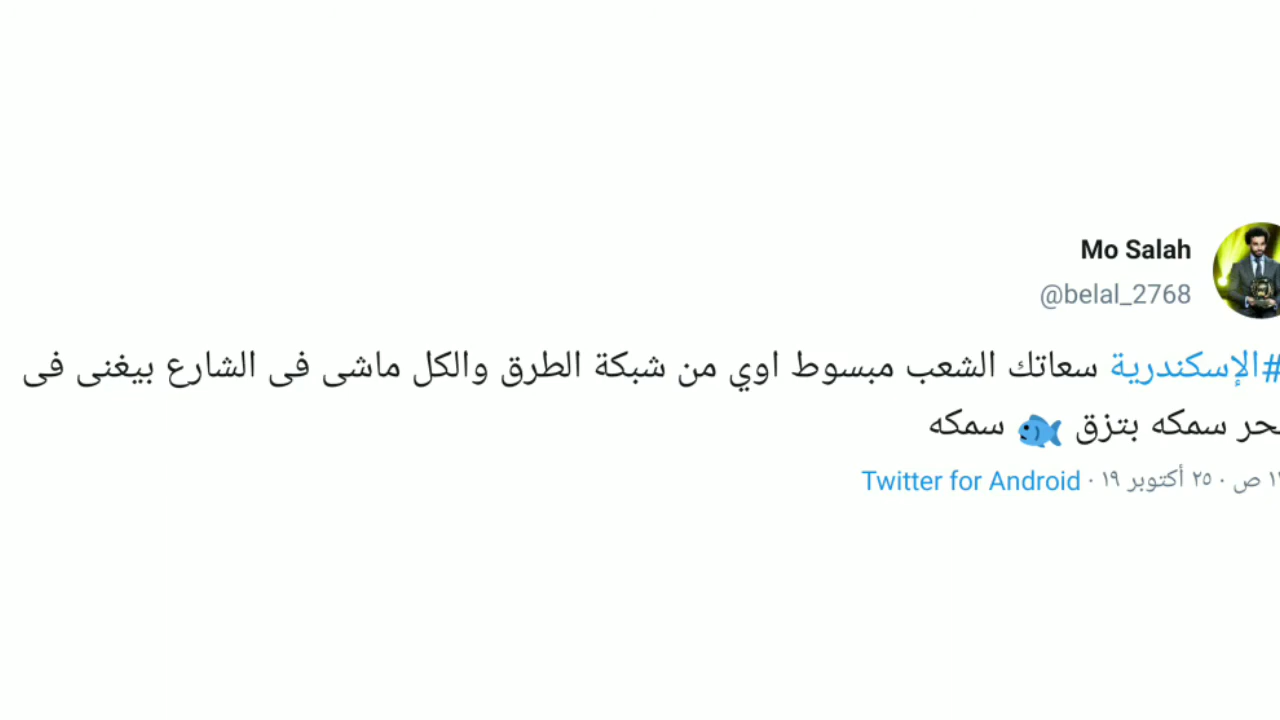 Mo Salah
@belal_2768
#الإسكندرية سعاتك الشعب مبسوط اوي من شبكة الطرق والكل ماشى فى الشارع بيغنى فى
سمكه بتزق 🐟 سمكه
ص · ٢٥ أكتوبر ١٩ · Twitter for Android